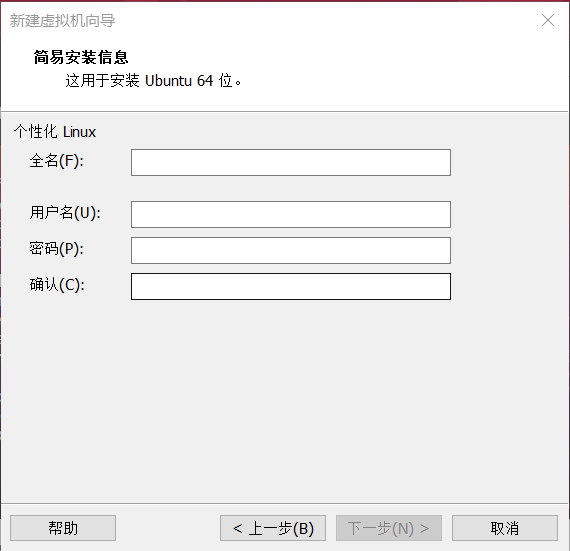 新建虚拟机向导
简易安装信息
这用于安装 Ubuntu 64 位。
个性化 Linux
全名(F):
用户名(U):
密码(P):
确认(C):
帮助
< 上一步(B)
下一步(N) >
取消